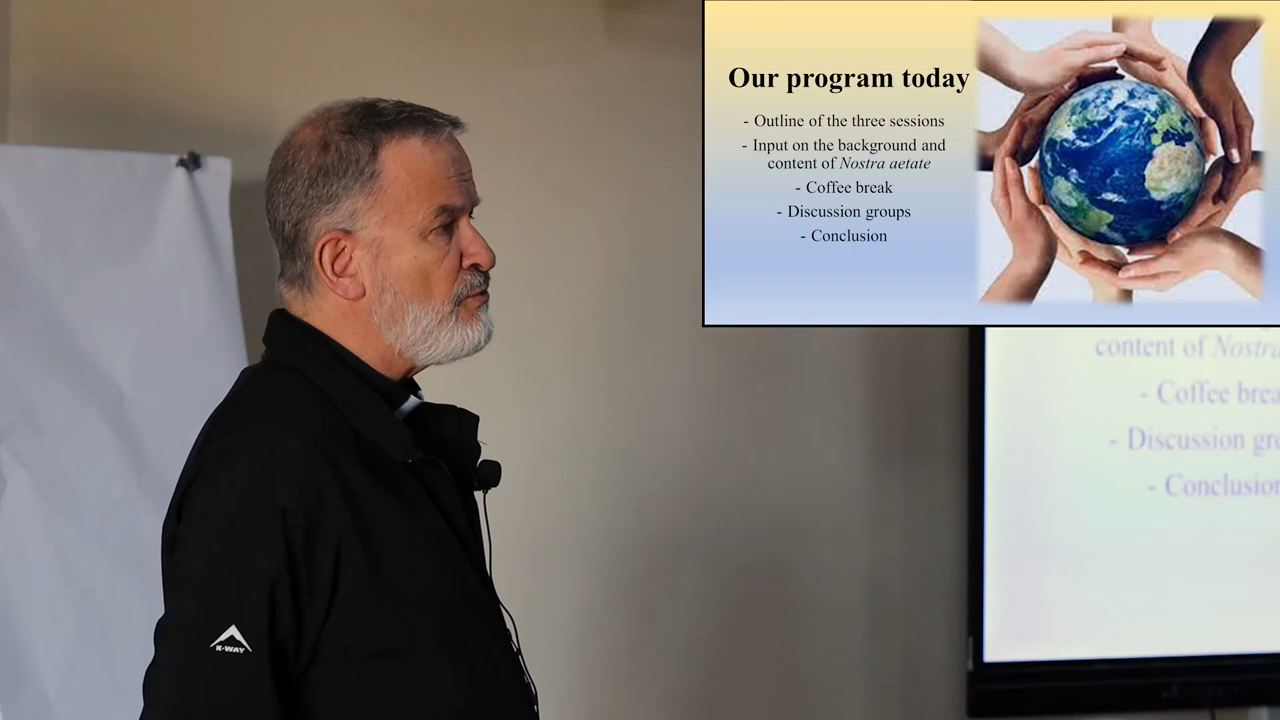 Our program today
- Outline of the three sessions
- Input on the background and
content of Nostra aetate
- Coffee break
- Discussion groups
- Conclusion
content of Nostra
- Coffee brea
- Discussion gro
- Conclusion
K-WAY